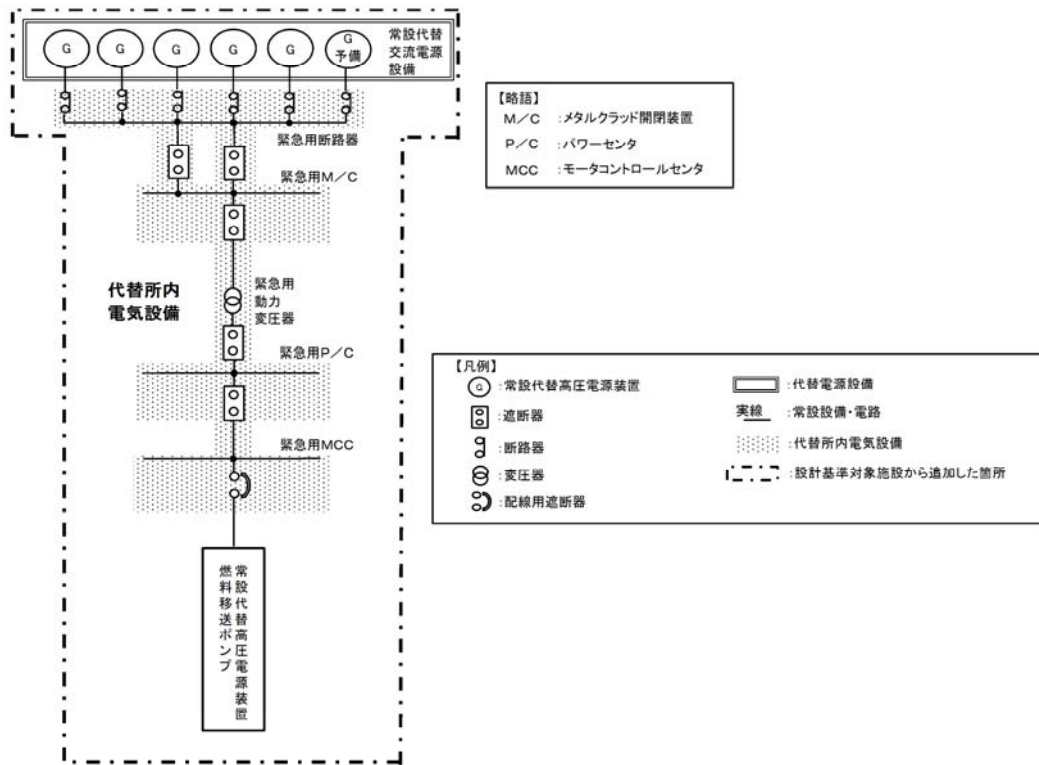 G
G
G
G
G
G
予備
常設代替
交流電源
設備
緊急用断路器
緊急用M/C
代替所内
電気設備
緊急用
動力
変圧器
緊急用P/C
緊急用MCC
常設代替高圧電源装置
燃料移送ポンプ
【略語】
M/C :メタルクラッド開閉装置
P/C :パワーセンタ
MCC :モータコントロールセンタ
【凡例】
G :常設代替高圧電源装置
:遮断器
:断路器
:変圧器
:配線用遮断器
:代替電源設備
実線 :常設設備・電路
:代替所内電気設備
:設計基準対象施設から追加した箇所